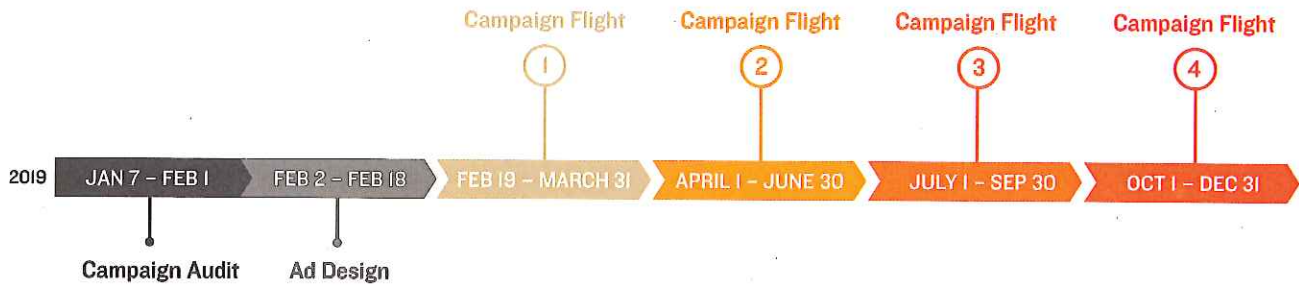 Campaign Flight
1
Campaign Flight
2
Campaign Flight
3
Campaign Flight
4
2019
JAN 7 – FEB 1
FEB 2 – FEB 18
FEB 19 – MARCH 31
APRIL 1 – JUNE 30
JULY 1 – SEP 30
OCT 1 – DEC 31
Campaign Audit
Ad Design